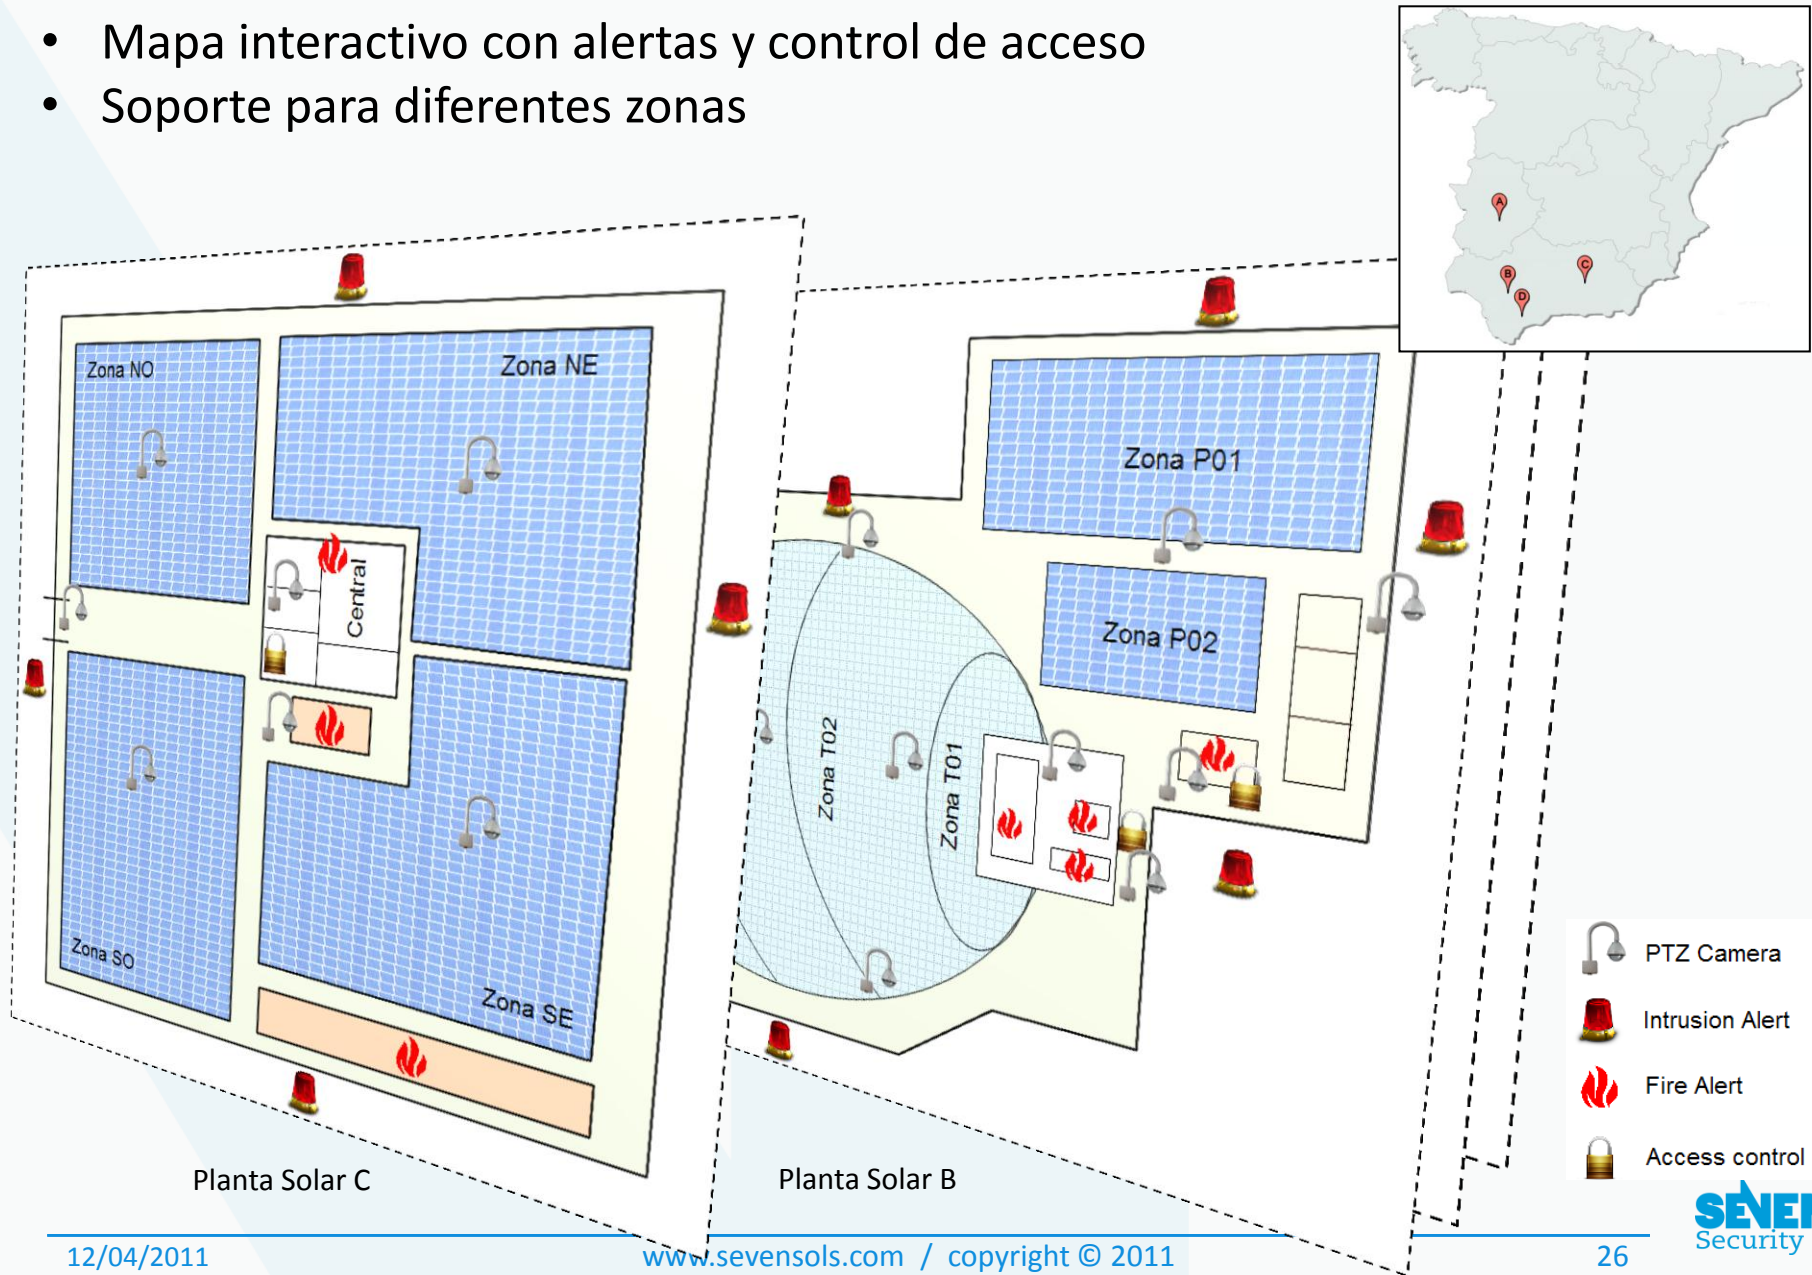 • Mapa interactivo con alertas y control de acceso
• Soporte para diferentes zonas
A
B
C
D
Zona NO
Zona NE
Central
Zona SO
Zona SE
Zona P01
Zona P02
Zona T02
Zona T01
PTZ Camera
Intrusion Alert
Fire Alert
Access control
Planta Solar C
Planta Solar B
12/04/2011
www.sevensols.com / copyright © 2011
26
SEVEN
Security